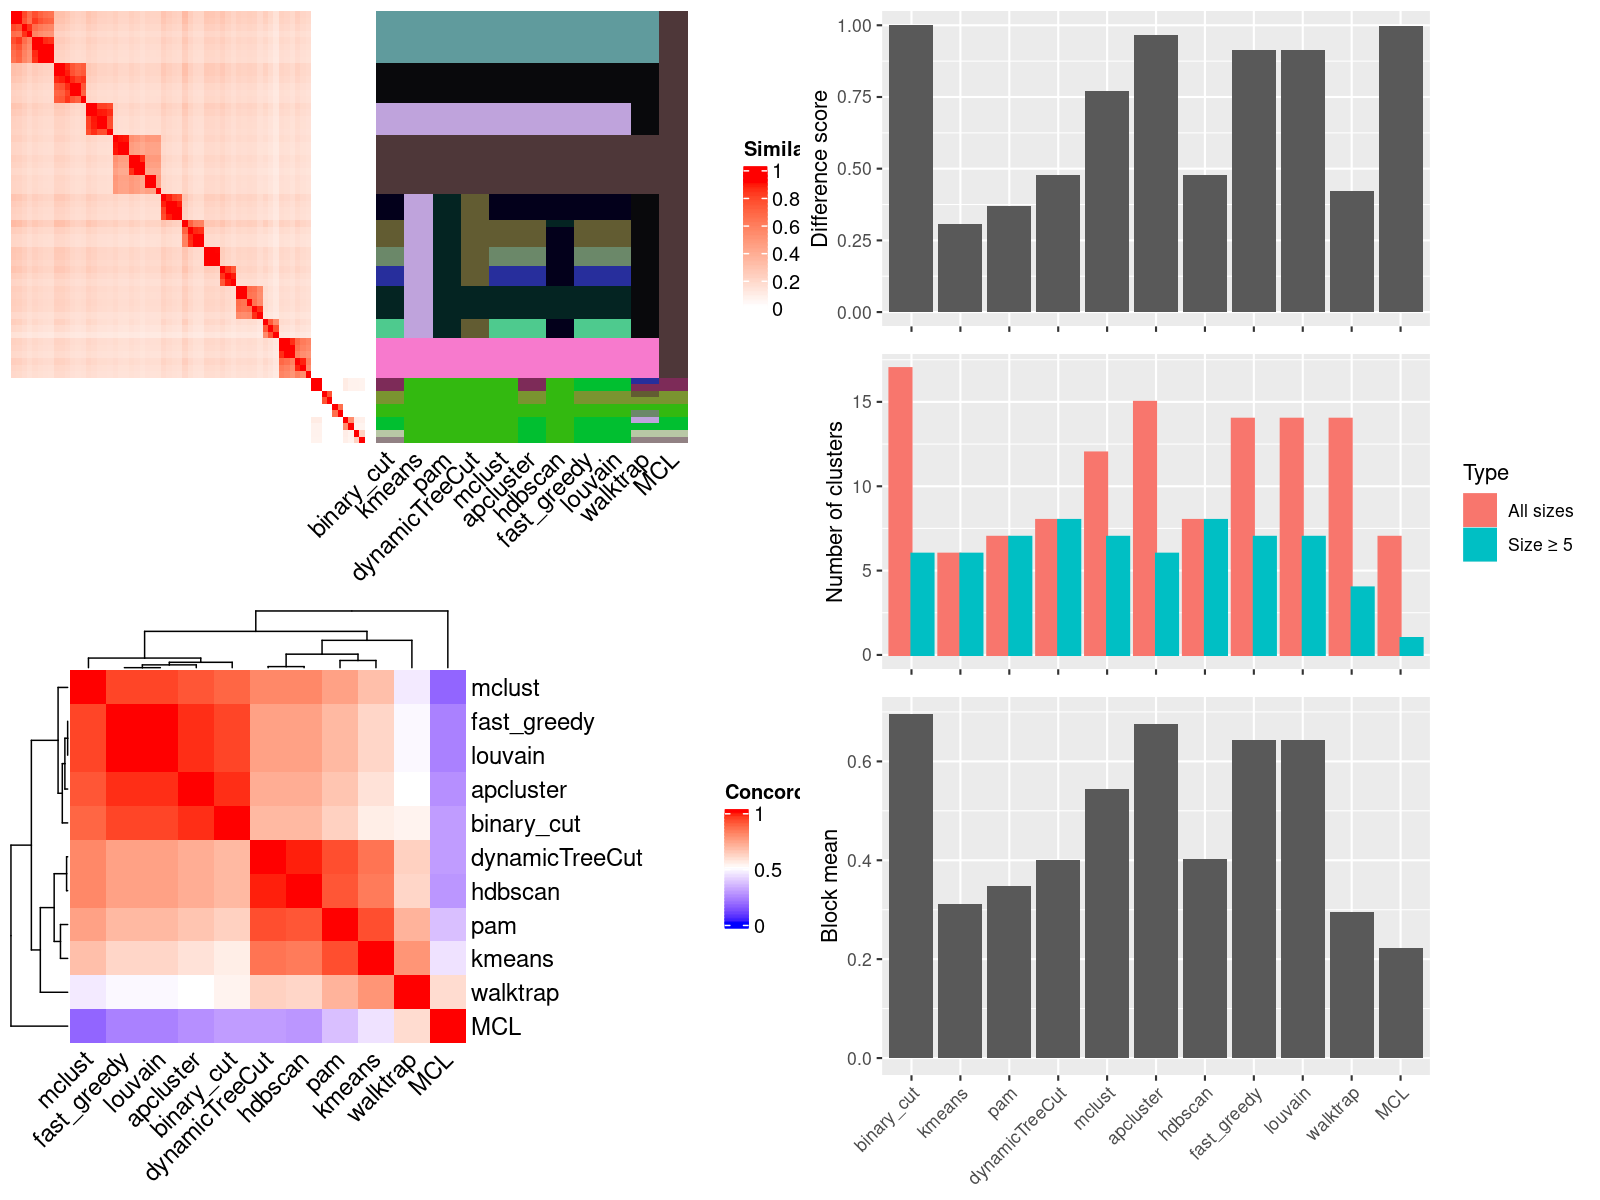 Simila
1
0.8
0.6
0.4
0.2
0
binary_cut
kmeans
pam
dynamicTreeCut
mclust
apcluster
hdbscan
fast_greedy
louvain
walktrap
MCL
mclust
fast_greedy
louvain
apcluster
binary_cut
dynamicTreeCut
hdbscan
pam
kmeans
walktrap
MCL
mclust
fast_greedy
louvain
apcluster
binary_cut
dynamicTreeCut
hdbscan
pam
kmeans
walktrap
MCL
Concord
1
0.5
0
Difference score
1.00
0.75
0.50
0.25
0.00
Number of clusters
15
10
5
0
Type
All sizes
Size ≥ 5
Block mean
0.6
0.4
0.2
0.0
binary_cut
kmeans
pam
dynamicTreeCut
mclust
apcluster
hdbscan
fast_greedy
louvain
walktrap
MCL